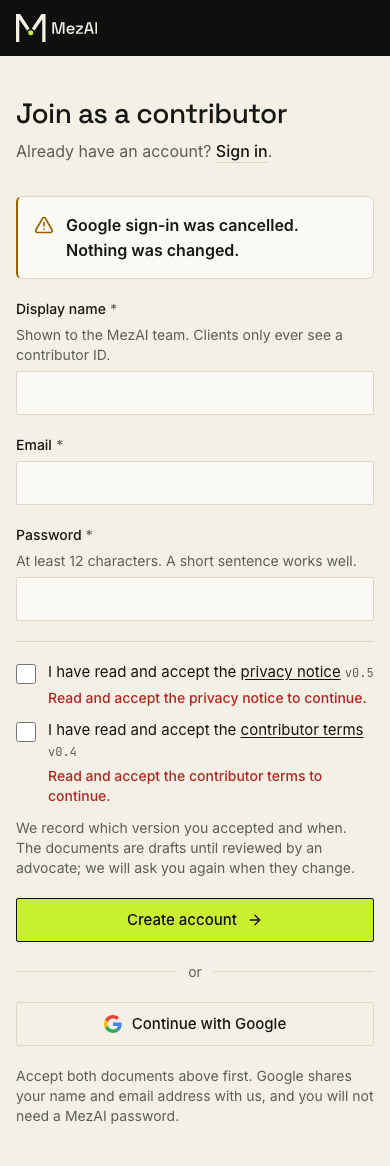 MezAI
Join as a contributor
Already have an account? Sign in.
Google sign-in was cancelled.
Nothing was changed.
Display name *
Shown to the MezAI team. Clients only ever see a
contributor ID.
Email *
Password *
At least 12 characters. A short sentence works well.
I have read and accept the privacy notice v0.5
Read and accept the privacy notice to continue.
I have read and accept the contributor terms
v0.4
Read and accept the contributor terms to
continue.
We record which version you accepted and when.
The documents are drafts until reviewed by an
advocate; we will ask you again when they change.
Create account →
or
Continue with Google
Accept both documents above first. Google shares
your name and email address with us, and you will not
need a MezAI password.